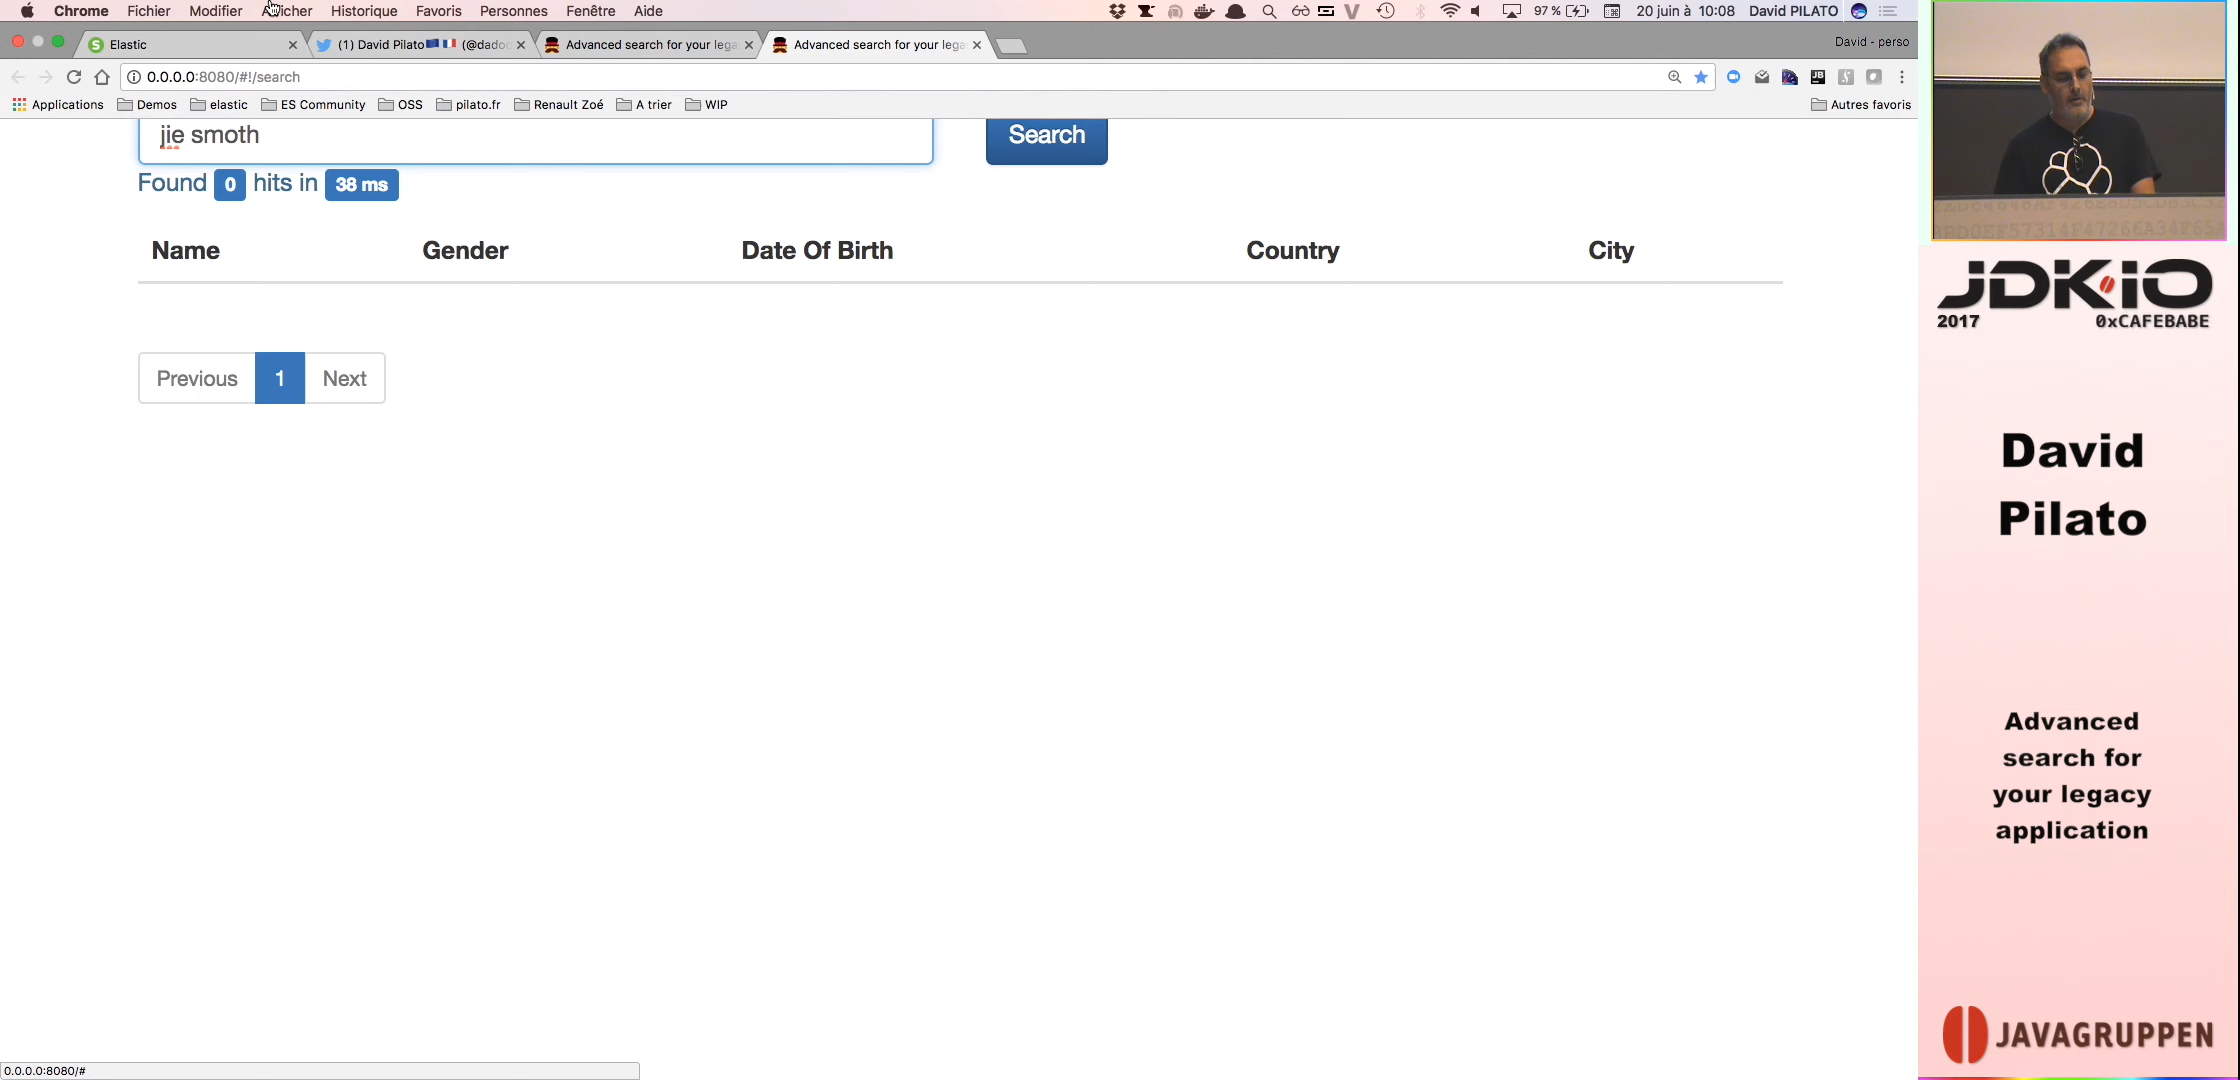 Chrome Fichier Modifier Afficher Historique Favoris Personnes Fenêtre Aide 97 % 20 juin à 10:08 David PILATO
Elastic (1) David Pilato (@dadoo Advanced search for your lega Advanced search for your lega David - perso
0.0.0.0:8080/#!/search
Applications Demos elastic ES Community OSS pilato.fr Renault Zoé A trier WIP Autres favoris
jie smoth Search
Found 0 hits in 38 ms
Name Gender Date Of Birth Country City
Previous 1 Next
0.0.0.0:8080/#
JDK.IO
2017 0xCAFEBABE
David
Pilato
Advanced
search for
your legacy
application
JAVAGRUPPEN